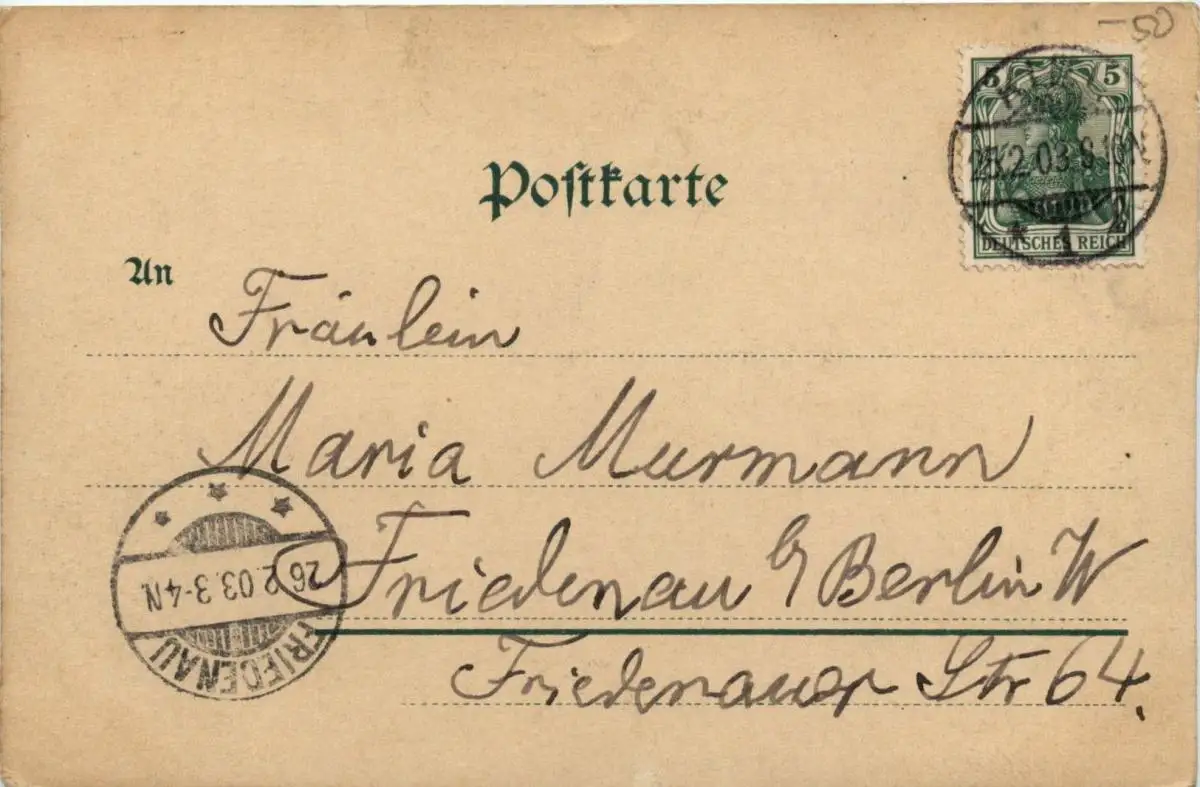 -50
5 5
25.2.03.
1
DEUTSCHES REICH
Postkarte
An
Fräulein
Maria Murmann
Friedenau b/ Berlin W
Friedenauer Str 64.
26.2.03.3-4N.
FRIEDENAU